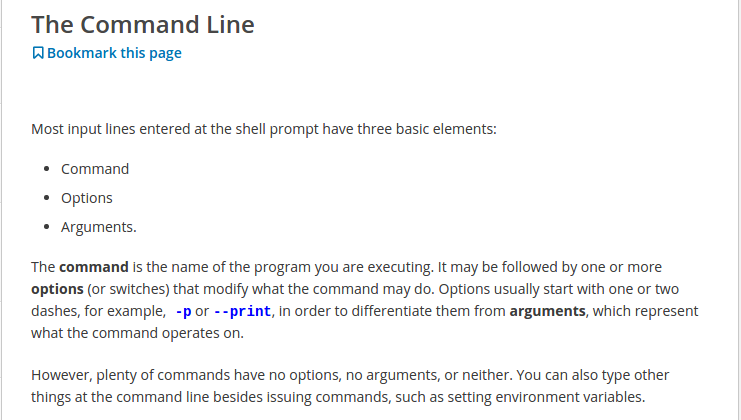 The Command Line
Bookmark this page
Most input lines entered at the shell prompt have three basic elements:
• Command
• Options
• Arguments.
The command is the name of the program you are executing. It may be followed by one or more
options (or switches) that modify what the command may do. Options usually start with one or two
dashes, for example, -p or --print, in order to differentiate them from arguments, which represent
what the command operates on.
However, plenty of commands have no options, no arguments, or neither. You can also type other
things at the command line besides issuing commands, such as setting environment variables.